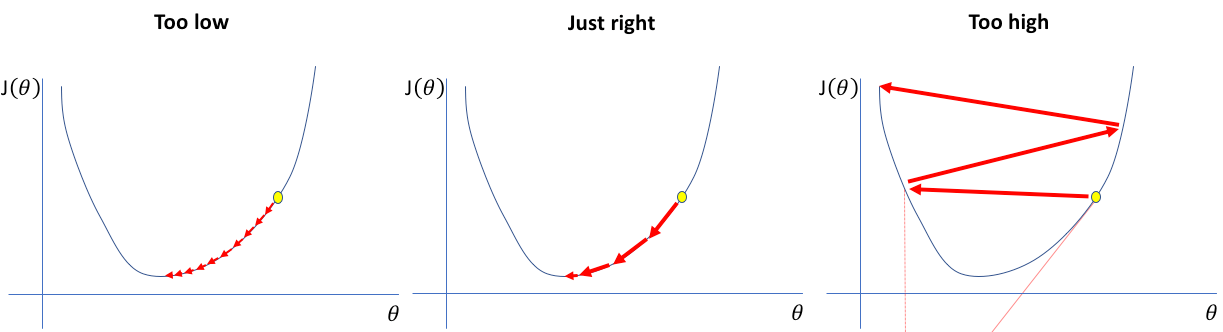 Too low
Just right
Too high
J(θ)
J(θ)
J(θ)
θ
θ
θ